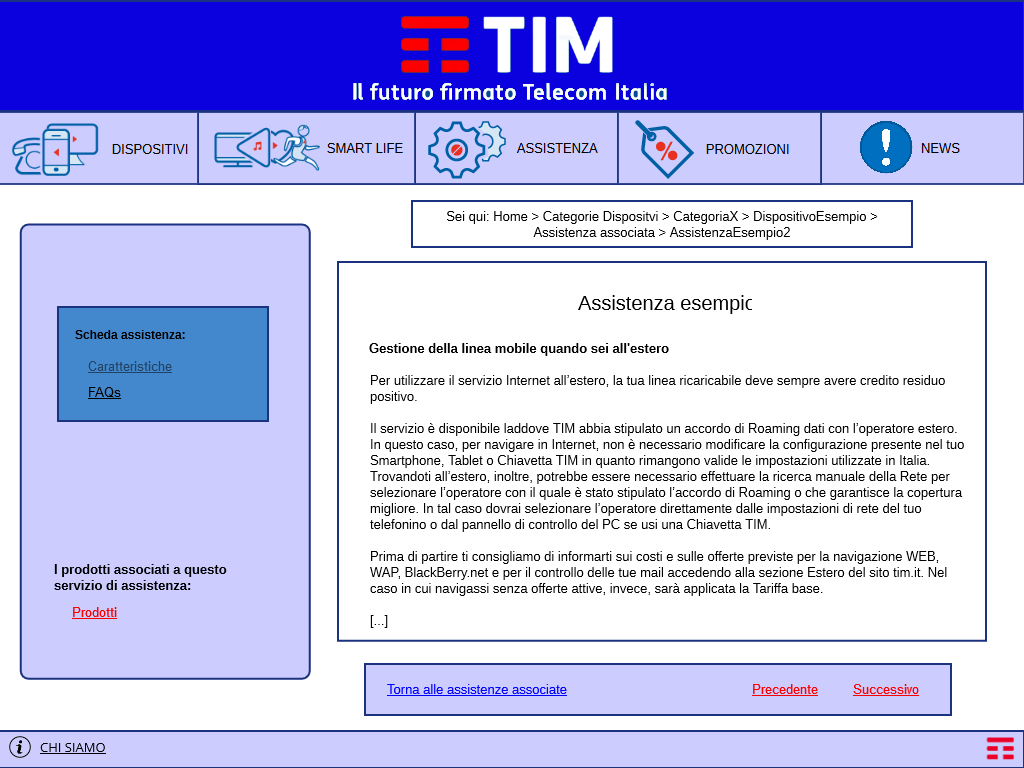 TIM
Il futuro firmato Telecom Italia
DISPOSITIVI
SMART LIFE
ASSISTENZA
PROMOZIONI
NEWS
Sei qui: Home > Categorie Dispositvi > CategoriaX > DispositivoEsempio >
Assistenza associata > AssistenzaEsempio2
Scheda assistenza:
Caratteristiche
FAQs
I prodotti associati a questo
servizio di assistenza:
Prodotti
Assistenza esempio
Gestione della linea mobile quando sei all'estero
Per utilizzare il servizio Internet all’estero, la tua linea ricaricabile deve sempre avere credito residuo
positivo.
Il servizio è disponibile laddove TIM abbia stipulato un accordo di Roaming dati con l’operatore estero.
In questo caso, per navigare in Internet, non è necessario modificare la configurazione presente nel tuo
Smartphone, Tablet o Chiavetta TIM in quanto rimangono valide le impostazioni utilizzate in Italia.
Trovandoti all’estero, inoltre, potrebbe essere necessario effettuare la ricerca manuale della Rete per
selezionare l’operatore con il quale è stato stipulato l’accordo di Roaming o che garantisce la copertura
migliore. In tal caso dovrai selezionare l’operatore direttamente dalle impostazioni di rete del tuo
telefonino o dal pannello di controllo del PC se usi una Chiavetta TIM.
Prima di partire ti consigliamo di informarti sui costi e sulle offerte previste per la navigazione WEB,
WAP, BlackBerry.net e per il controllo delle tue mail accedendo alla sezione Estero del sito tim.it. Nel
caso in cui navigassi senza offerte attive, invece, sarà applicata la Tariffa base.
[...]
Torna alle assistenze associate
Precedente
Successivo
CHI SIAMO